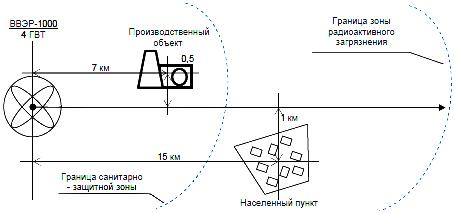 ВВЭР-1000
4 ГВТ
Производственный
объект
Граница зоны
радиоактивного
загрязнения
7 км
0,5
1 км
15 км
Граница санитарно
- защитной зоны
Населенный пункт